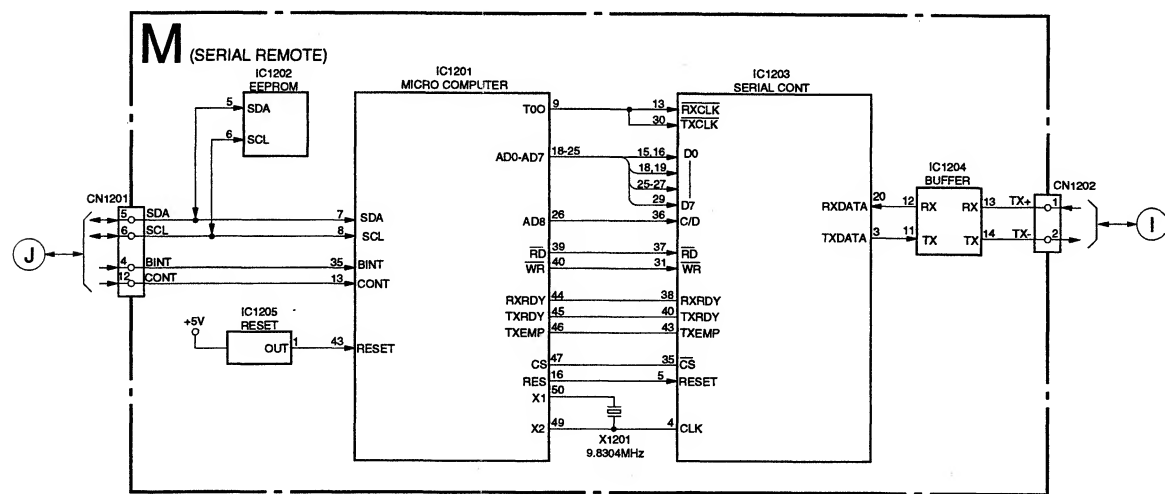 M (SERIAL REMOTE)
IC1202
EEPROM
5 SDA
6 SCL
IC1201
MICRO COMPUTER
IC1203
SERIAL CONT
T0O 9 13 RXCLK
30 TXCLK
AD0-AD7 18-25 15,16 D0
18,19
25-27
29 D7
AD8 26 36 C/D
RD 39 37 RD
WR 40 31 WR
RXRDY 44 38 RXRDY
TXRDY 45 40 TXRDY
TXEMP 46 43 TXEMP
CS 47 35 CS
RES 16 5 RESET
X1 50
X2 49 4 CLK
X1201
9.8304MHz
CN1201
5 SDA 7 SDA
6 SCL 8 SCL
J
4 BINT 35 BINT
12 CONT 13 CONT
IC1205
RESET
+5V
OUT 1 43 RESET
IC1204
BUFFER
CN1202
RXDATA 20 12 RX RX 13 TX+ 1
TXDATA 3 11 TX TX 14 TX- 2
I